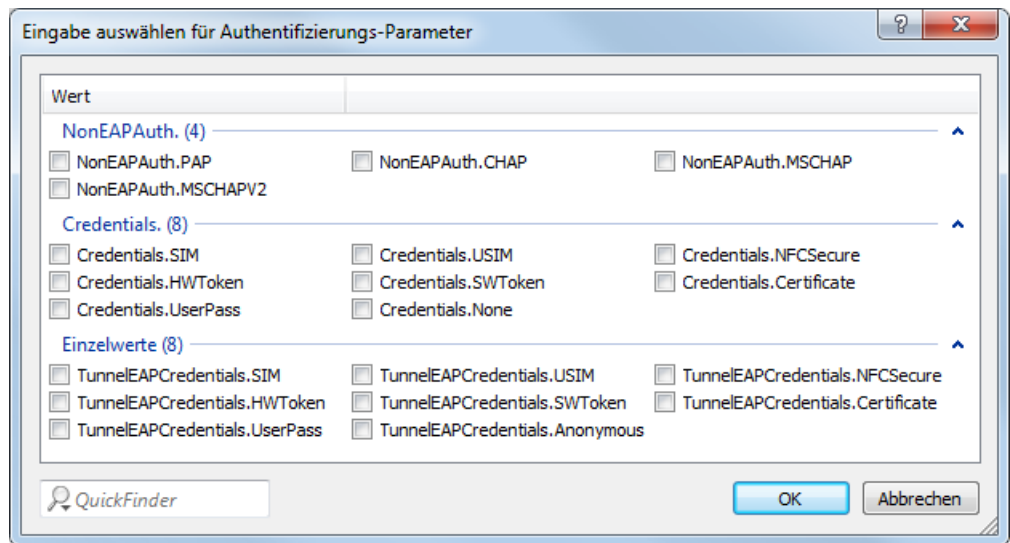 Eingabe auswählen für Authentifizierungs-Parameter
Wert
NonEAPAuth. (4)
NonEAPAuth.PAP NonEAPAuth.CHAP NonEAPAuth.MSCHAP
NonEAPAuth.MSCHAPV2
Credentials. (8)
Credentials.SIM Credentials.USIM Credentials.NFCSecure
Credentials.HWToken Credentials.SWToken Credentials.Certificate
Credentials.UserPass Credentials.None
Einzelwerte (8)
TunnelEAPCredentials.SIM TunnelEAPCredentials.USIM TunnelEAPCredentials.NFCSecure
TunnelEAPCredentials.HWToken TunnelEAPCredentials.SWToken TunnelEAPCredentials.Certificate
TunnelEAPCredentials.UserPass TunnelEAPCredentials.Anonymous
QuickFinder OK Abbrechen